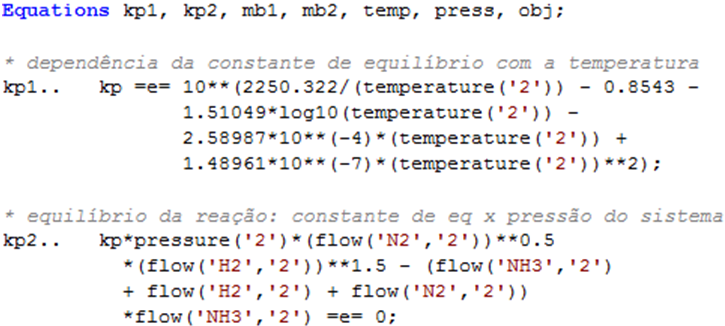 Equations kp1, kp2, mb1, mb2, temp, press, obj;
* dependência da constante de equilíbrio com a temperatura
kp1.. kp =e= 10**(2250.322/(temperature('2')) - 0.8543 -
1.51049*log10(temperature('2')) -
2.58987*10**(-4)*(temperature('2')) +
1.48961*10**(-7)*(temperature('2'))**2);
* equilíbrio da reação: constante de eq x pressão do sistema
kp2.. kp*pressure('2')*(flow('N2','2'))**0.5
*(flow('H2','2'))**1.5 - (flow('NH3','2')
+ flow('H2','2') + flow('N2','2'))
*flow('NH3','2') =e= 0;